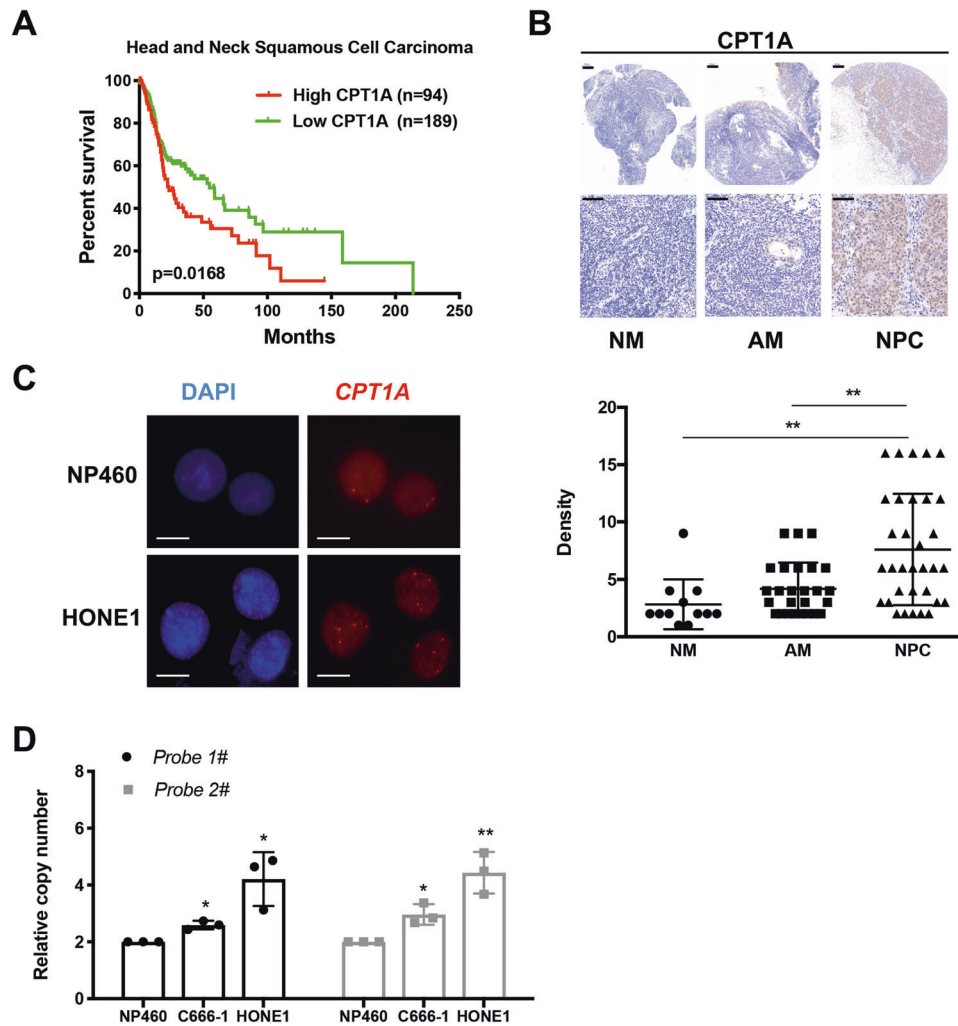 A
Head and Neck Squamous Cell Carcinoma
100
80
60
40
20
0
Percent survival
High CPT1A (n=94)
Low CPT1A (n=189)
p=0.0168
0 50 100 150 200 250
Months
B
CPT1A
NM AM NPC
20
15
10
5
0
Density
**
**
NM AM NPC
C
DAPI CPT1A
NP460
HONE1
D
Probe 1#
Probe 2#
8
6
4
2
0
Relative copy number
* * * **
NP460 C666-1 HONE1 NP460 C666-1 HONE1